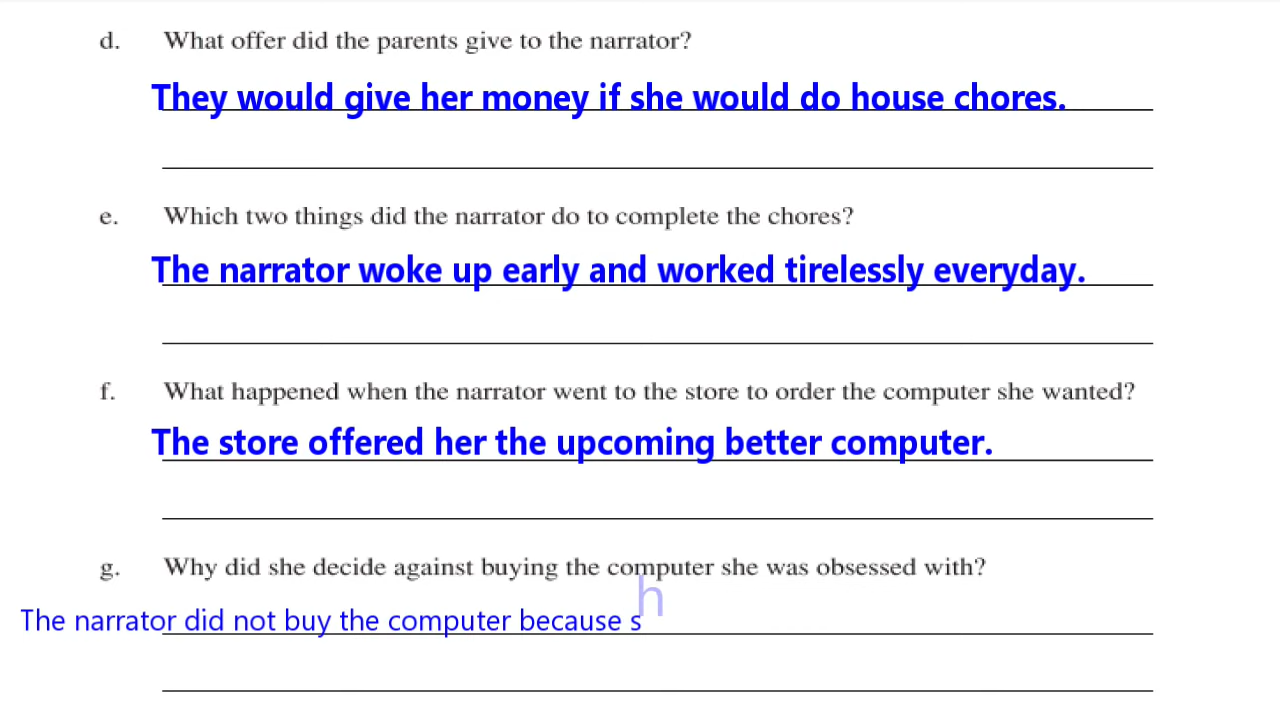 d. What offer did the parents give to the narrator?
They would give her money if she would do house chores.
e. Which two things did the narrator do to complete the chores?
The narrator woke up early and worked tirelessly everyday.
f. What happened when the narrator went to the store to order the computer she wanted?
The store offered her the upcoming better computer.
g. Why did she decide against buying the computer she was obsessed with?
The narrator did not buy the computer because sh